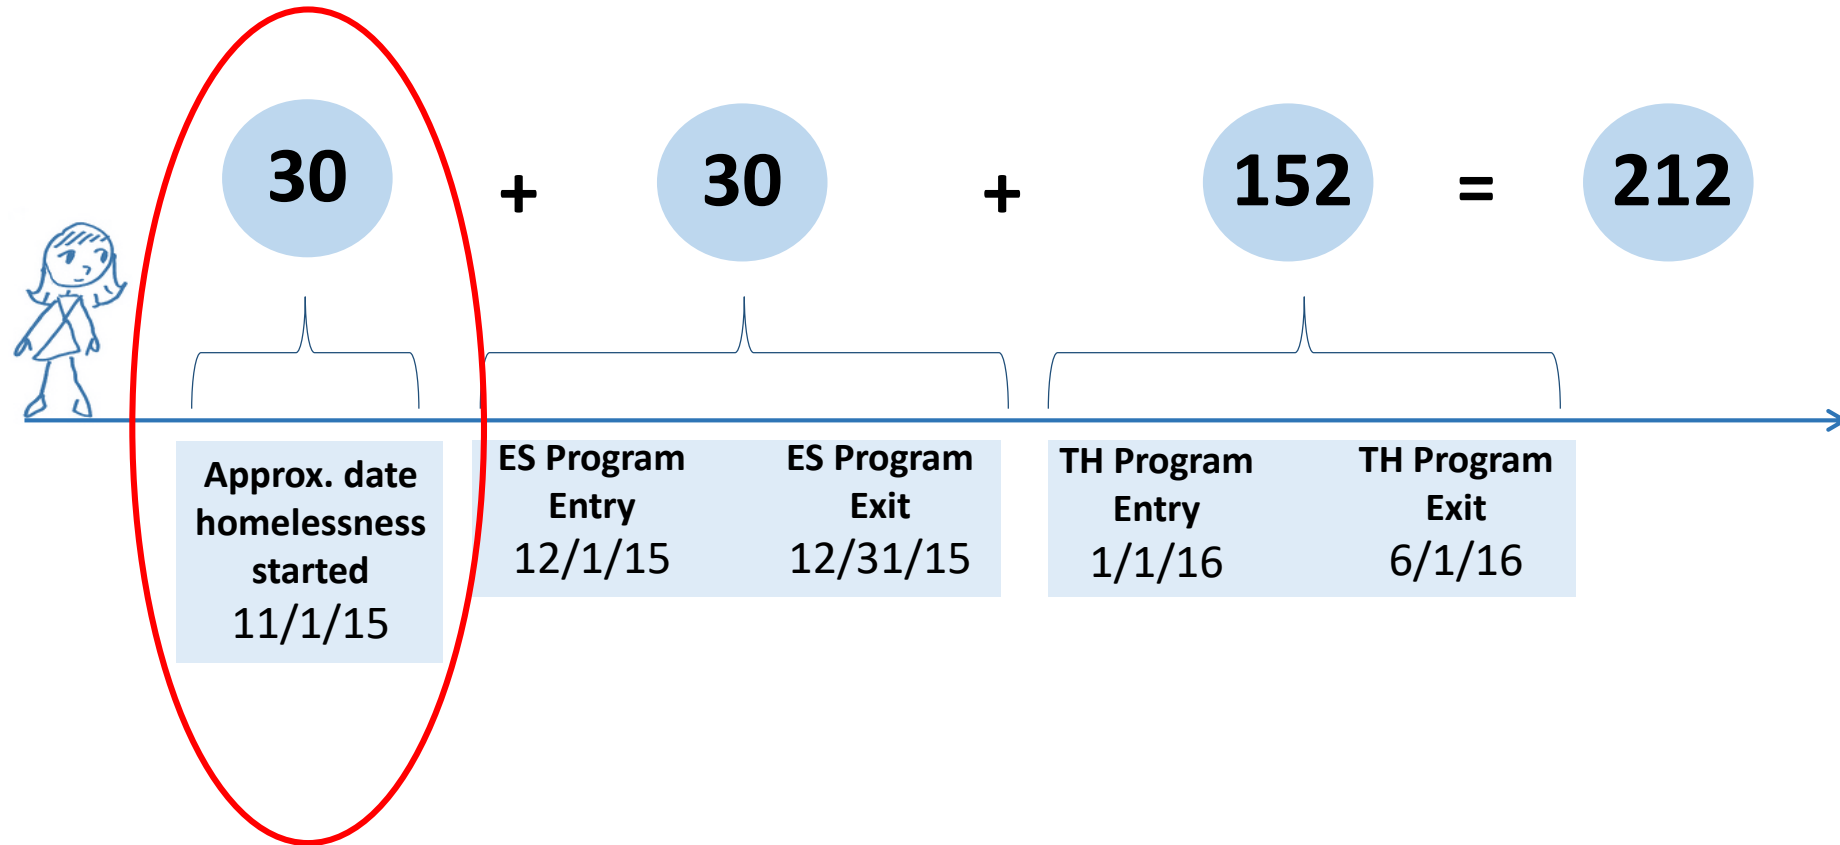 30 + 30 + 152 = 212
Approx. date
homelessness
started
11/1/15
ES Program
Entry
12/1/15
ES Program
Exit
12/31/15
TH Program
Entry
1/1/16
TH Program
Exit
6/1/16